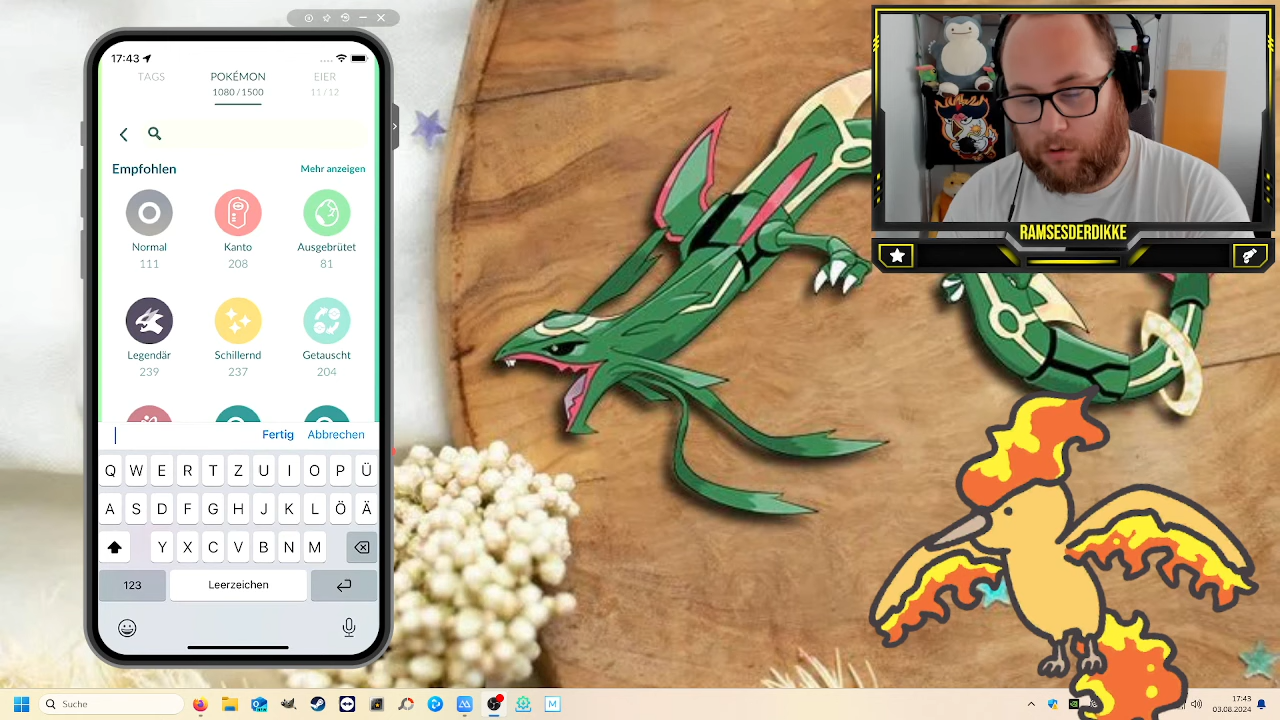 17:43
TAGS
POKÉMON
EIER
1080 / 1500
11 / 12
Empfohlen
Mehr anzeigen
Normal
Kanto
Ausgebrütet
111
208
81
Legendär
Schillernd
Getauscht
239
237
204
Fertig
Abbrechen
Q W E R T Z U I O P Ü
A S D F G H J K L Ö Ä
Y X C V B N M
123
Leerzeichen
RAMSESDERDIKKE
Suche
M
17:43
03.08.2024